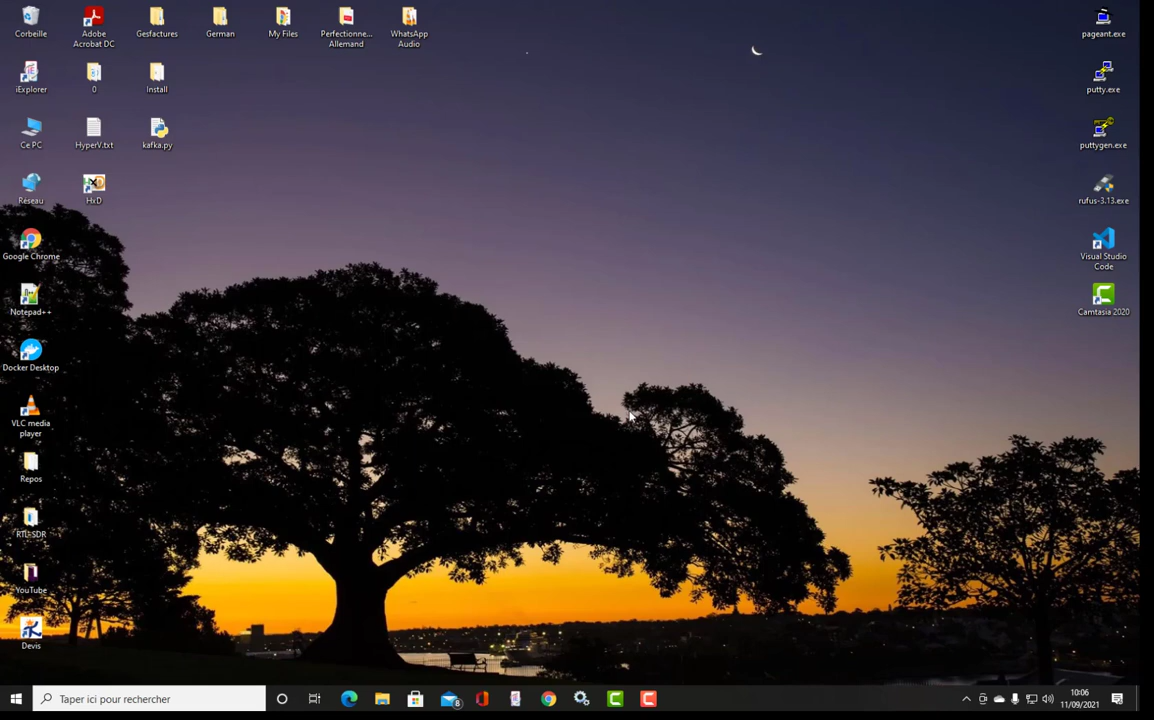 Corbeille
Adobe
Acrobat DC
Gesfactures
German
My Files
Perfectionne...
Allemand
WhatsApp
Audio
pageant.exe
iExplorer
0
Install
putty.exe
Ce PC
HyperV.txt
kafka.py
puttygen.exe
Réseau
HxD
rufus-3.13.exe
Google Chrome
Visual Studio
Code
Notepad++
Camtasia 2020
Docker Desktop
VLC media
player
Repos
RTL-SDR
YouTube
Devis
Taper ici pour rechercher
8
10:06
11/09/2021